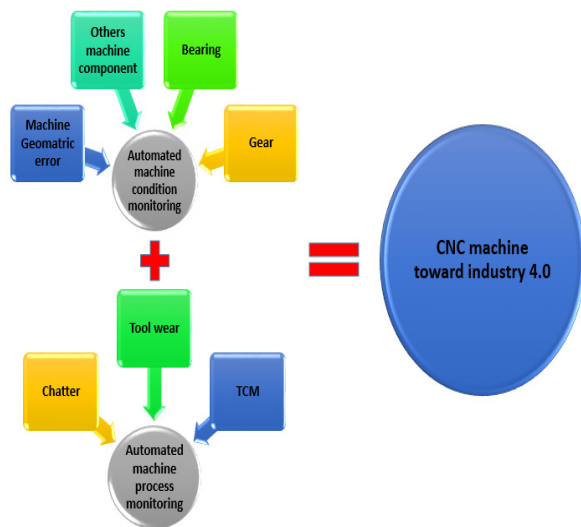 Others
machine
component
Bearing
Machine
Geomatric
error
Automated
machine
condition
monitoring
Gear
CNC machine
toward industry 4.0
Tool wear
Chatter
TCM
Automated
machine
process
monitoring